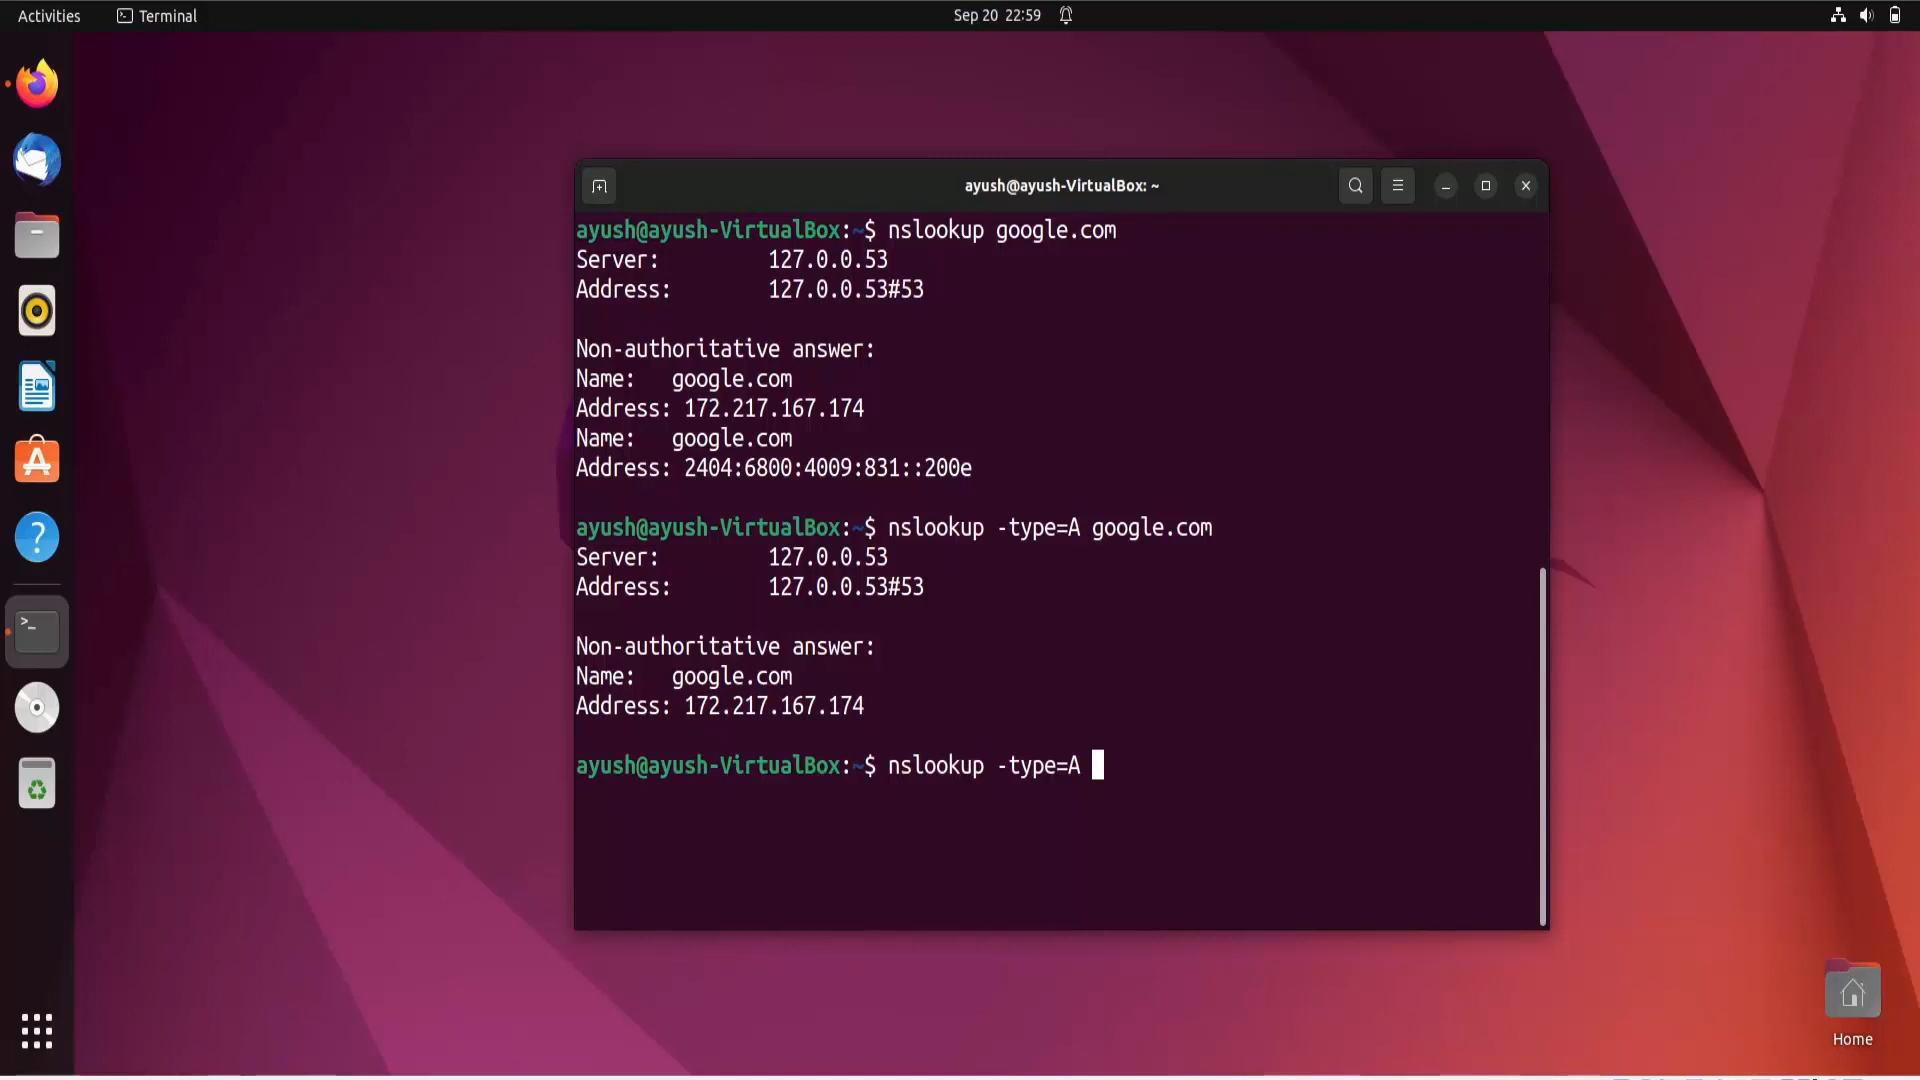 Activities
Terminal
Sep 20 22:59
ayush@ayush-VirtualBox: ~
ayush@ayush-VirtualBox:~$ nslookup google.com
Server:		127.0.0.53
Address:	127.0.0.53#53
Non-authoritative answer:
Name:	google.com
Address: 172.217.167.174
Name:	google.com
Address: 2404:6800:4009:831::200e
ayush@ayush-VirtualBox:~$ nslookup -type=A google.com
Server:		127.0.0.53
Address:	127.0.0.53#53
Non-authoritative answer:
Name:	google.com
Address: 172.217.167.174
ayush@ayush-VirtualBox:~$ nslookup -type=A
Home